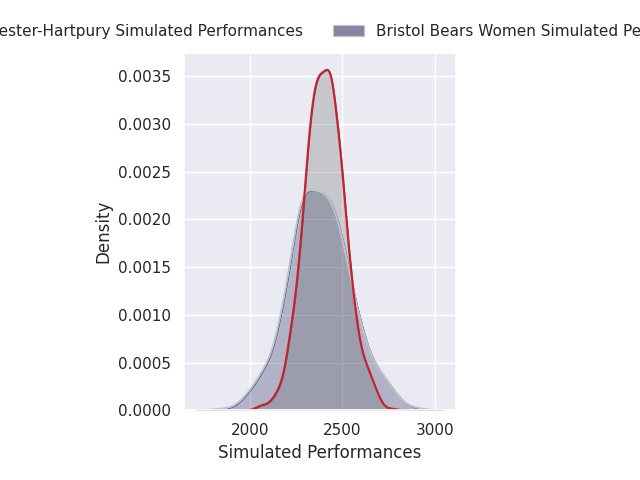 ester-Hartpury Simulated Performances Bristol Bears Women Simulated Pe
0.0035
0.0030
0.0025
0.0020
0.0015
0.0010
0.0005
0.0000
Density
2000 2500 3000
Simulated Performances